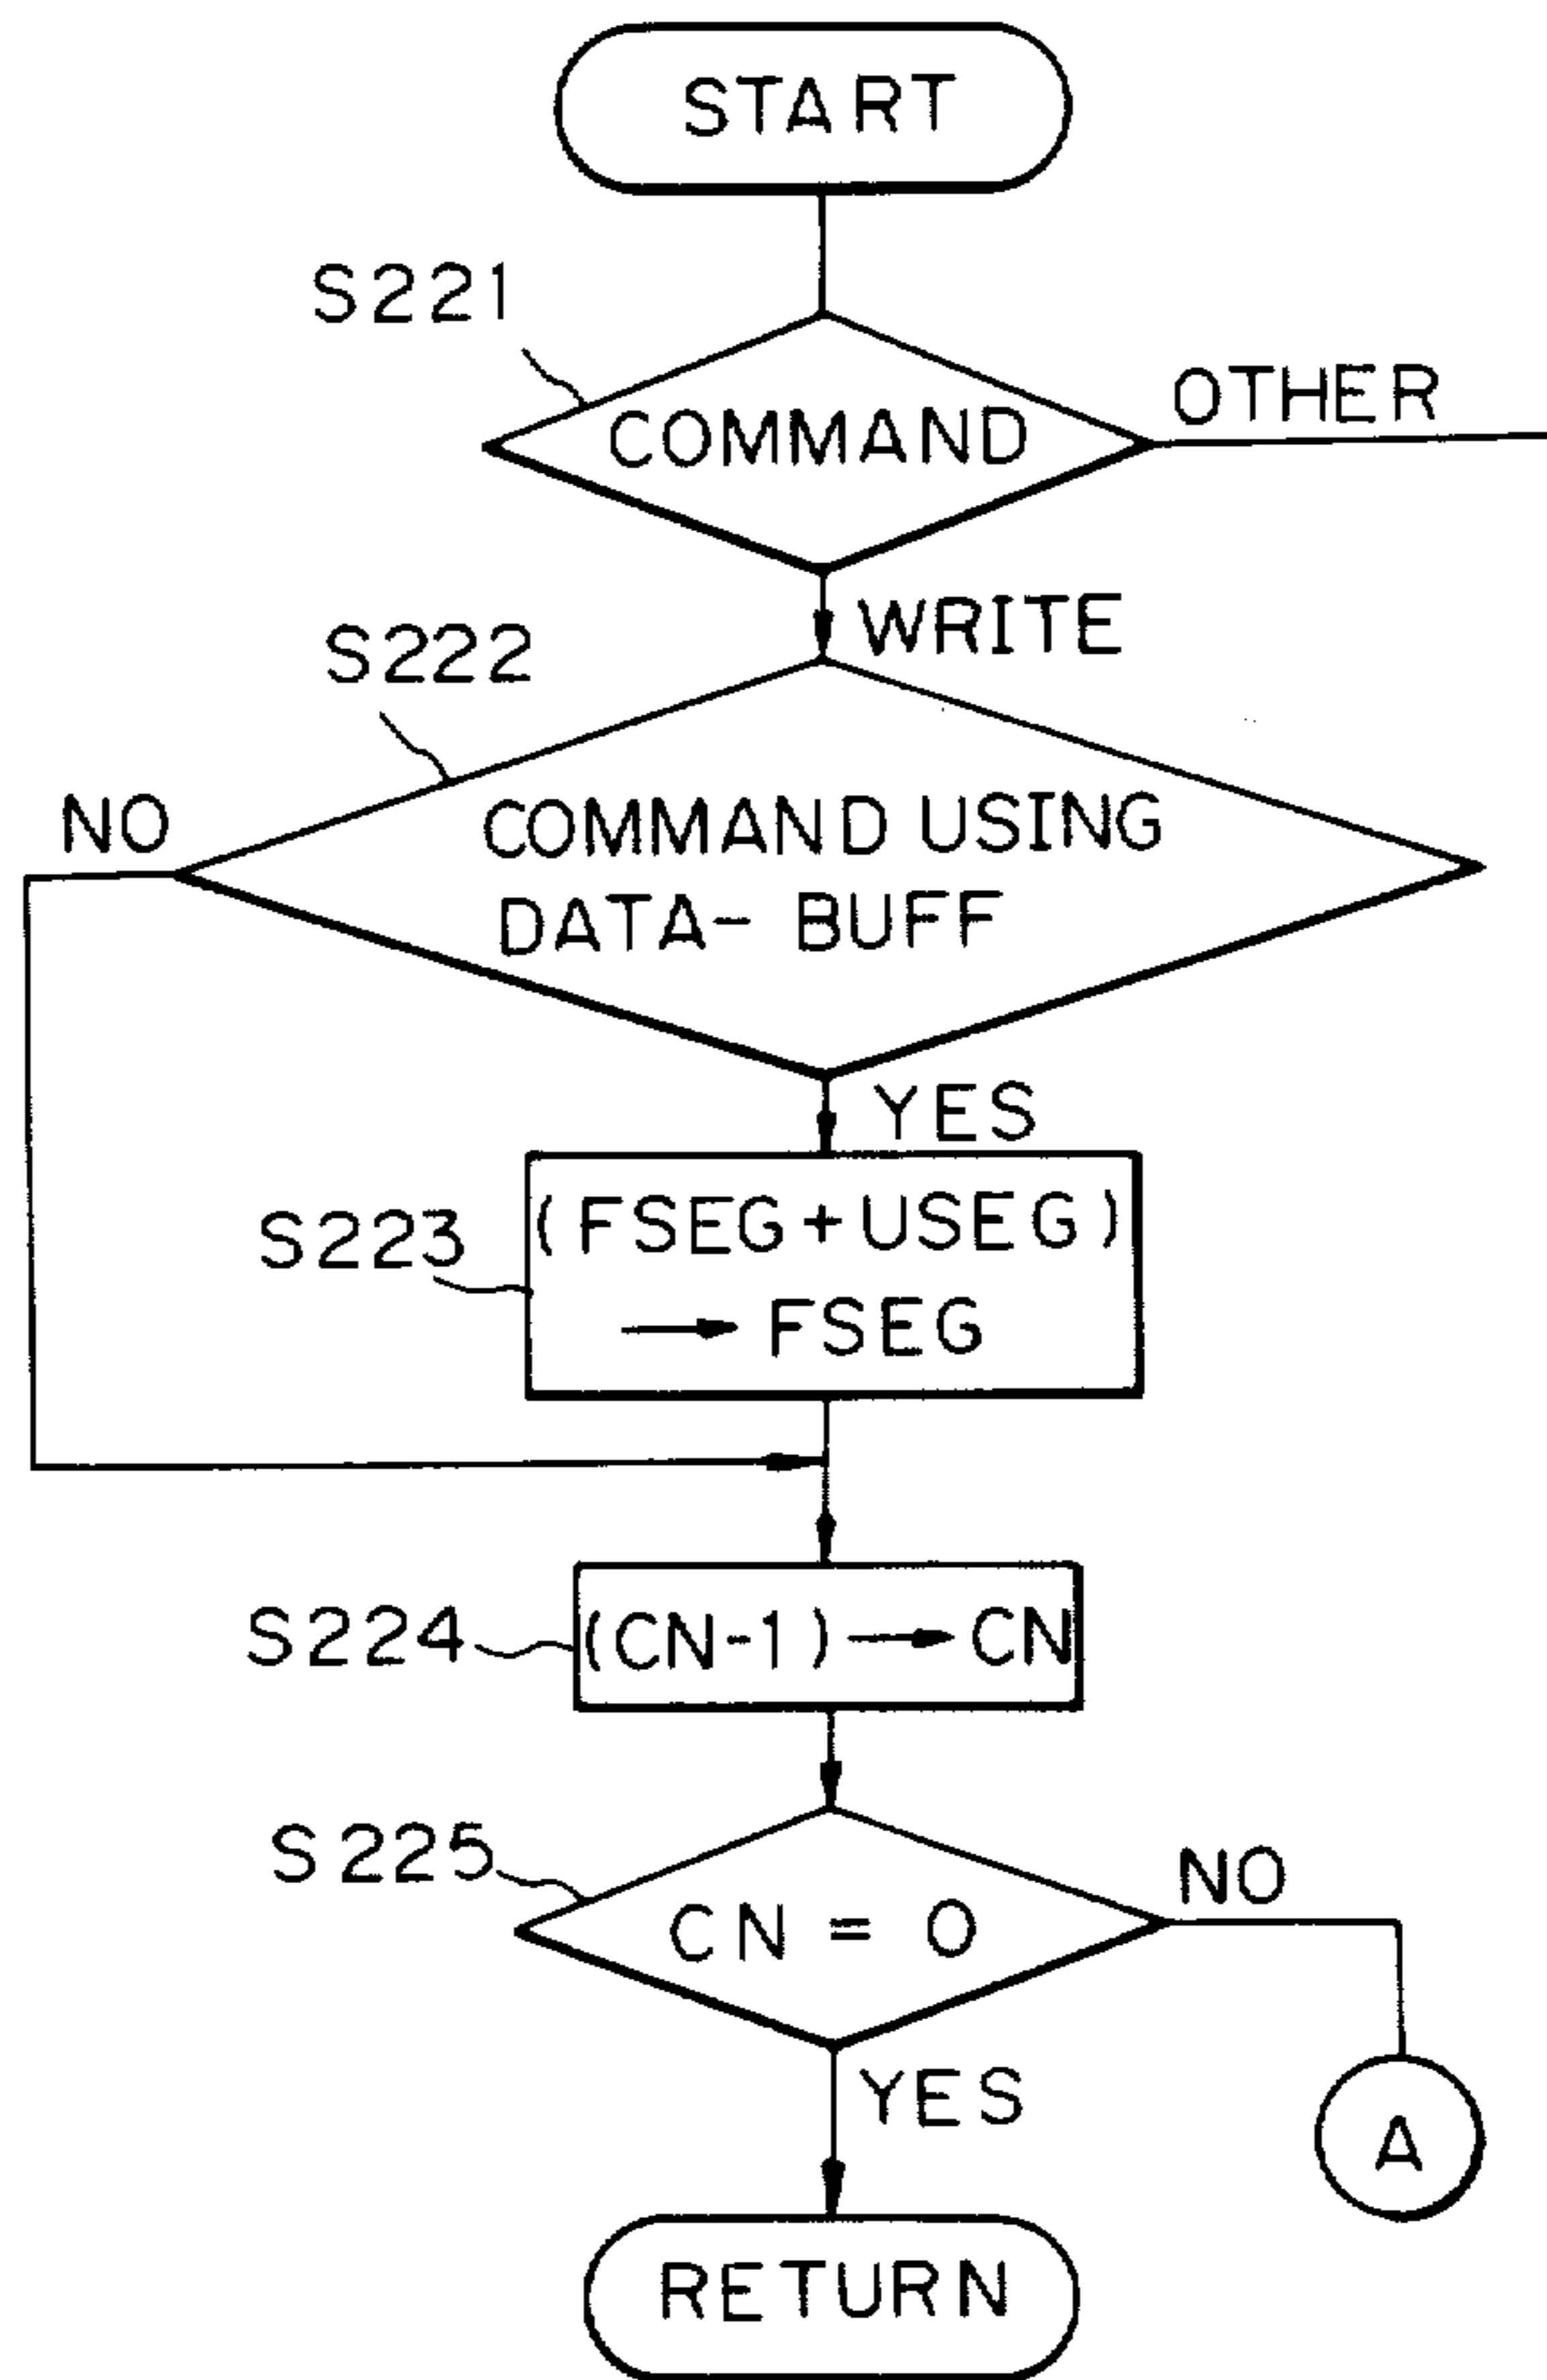 START
S221
COMMAND
OTHER
WRITE
S222
NO
COMMAND USING
DATA- BUFF
YES
S223
(FSEG+USEG)
→ FSEG
S224
(CN-1) → CN
S225
CN = 0
NO
YES
A
RETURN